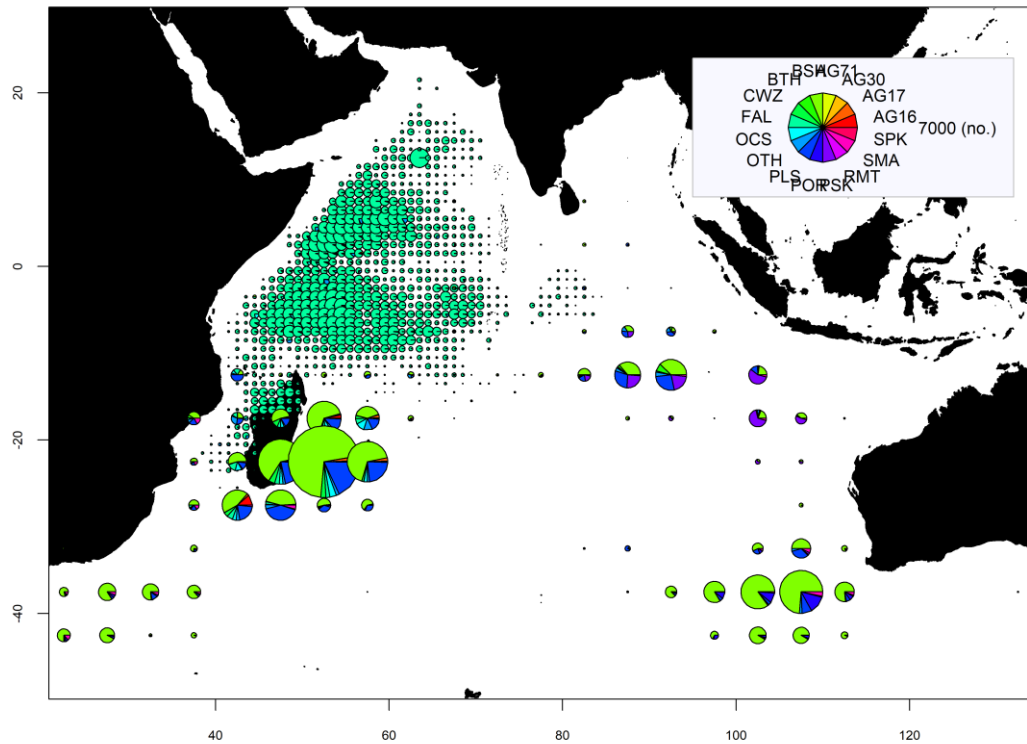 BSH AG71
BTH AG30
CWZ AG17
FAL AG16
7000 (no.)
OCS SPK
OTH SMA
PLS RMT
POR PSK
20
0
20
40
40
60
80
100
120